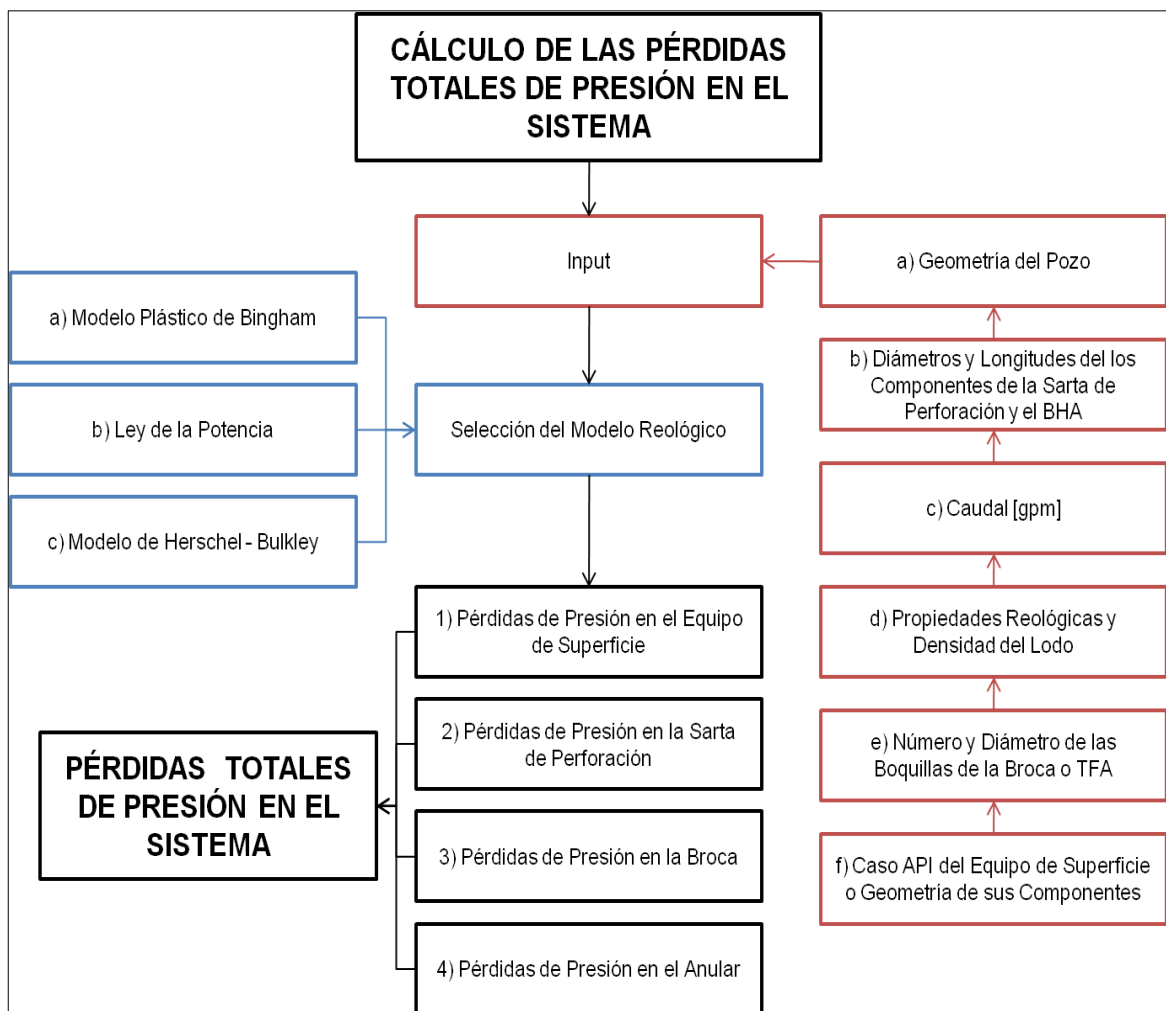 CÁLCULO DE LAS PÉRDIDAS
TOTALES DE PRESIÓN EN EL
SISTEMA
Input
a) Geometría del Pozo
a) Modelo Plástico de Bingham
b) Diámetros y Longitudes del los
Componentes de la Sarta de
Perforación y el BHA
b) Ley de la Potencia
Selección del Modelo Reológico
c) Caudal [gpm]
c) Modelo de Herschel - Bulkley
1) Pérdidas de Presión en el Equipo
de Superficie
d) Propiedades Reológicas y
Densidad del Lodo
2) Pérdidas de Presión en la Sarta
de Perforación
e) Número y Diámetro de las
Boquillas de la Broca o TFA
PÉRDIDAS TOTALES
DE PRESIÓN EN EL
SISTEMA
3) Pérdidas de Presión en la Broca
f) Caso API del Equipo de Superficie
o Geometría de sus Componentes
4) Pérdidas de Presión en el Anular